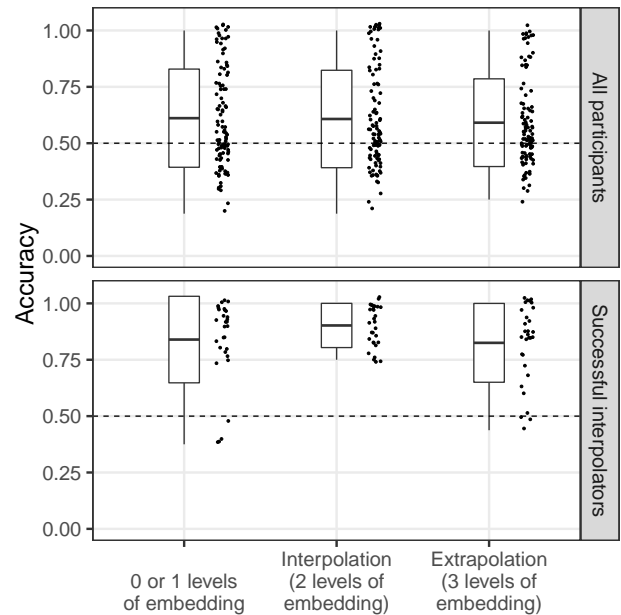 Accuracy
1.00
0.75
0.50
0.25
0.00
All participants
1.00
0.75
0.50
0.25
0.00
Successful interpolators
0 or 1 levels
of embedding
Interpolation
(2 levels of
embedding)
Extrapolation
(3 levels of
embedding)